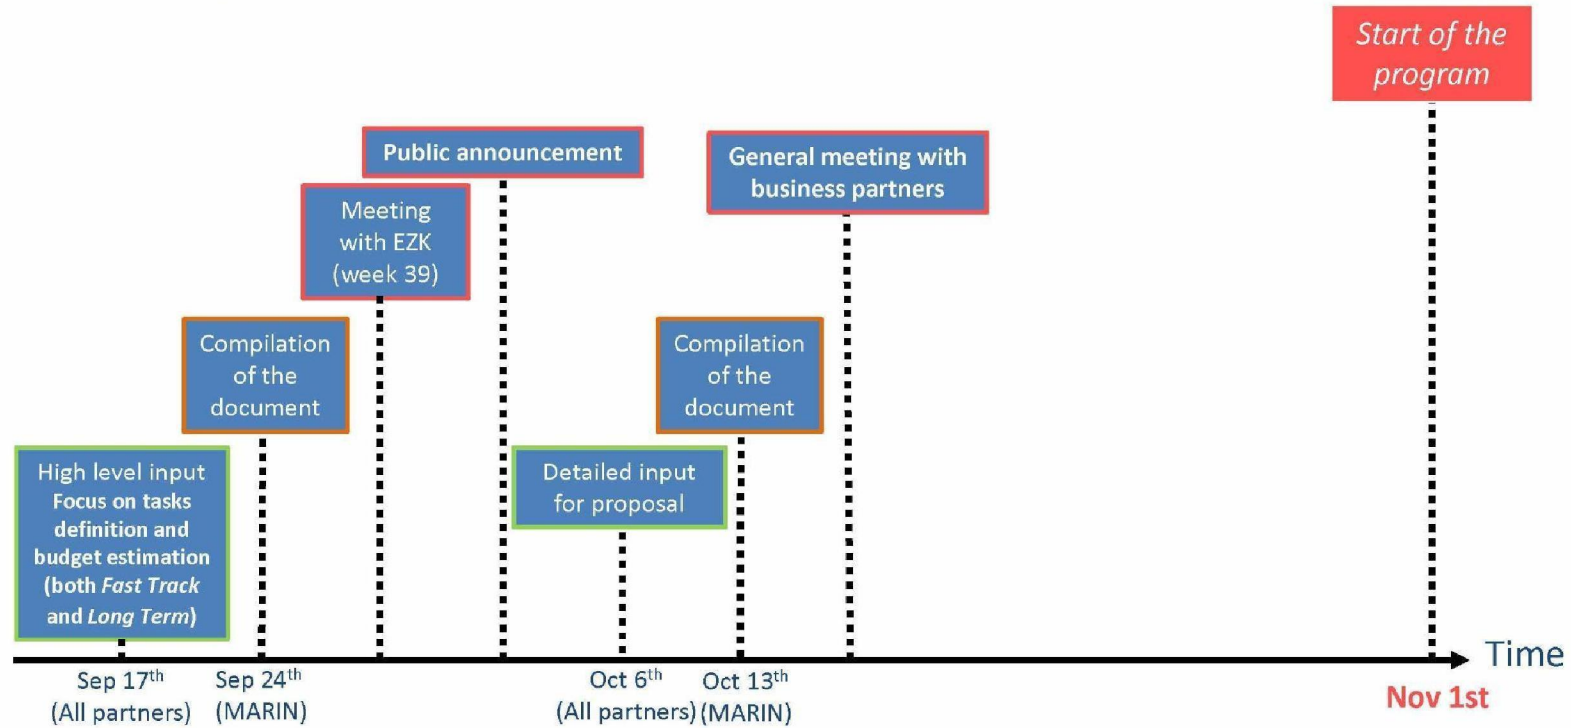 Start of the
program
Public announcement
General meeting with
business partners
Meeting
with EZK
(week 39)
Compilation
of the
document
Compilation
of the
document
High level input
Focus on tasks
definition and
budget estimation
(both Fast Track
and Long Term)
Detailed input
for proposal
Time
Sep 17th
(All partners)
Sep 24th
(MARIN)
Oct 6th
(All partners)
Oct 13th
(MARIN)
Nov 1st